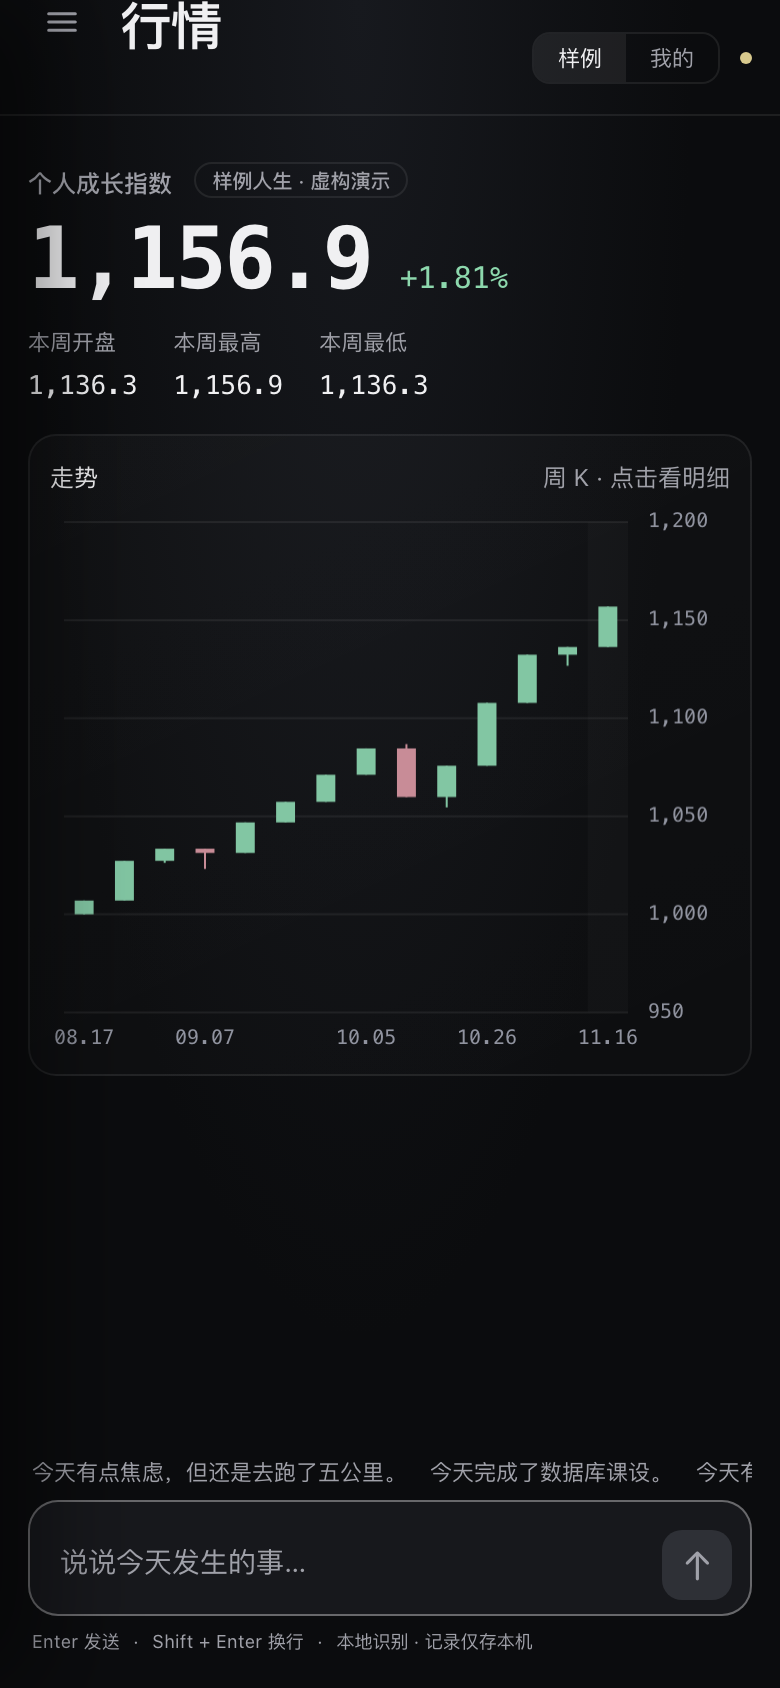 行情
样例 我的
个人成长指数 样例人生 · 虚构演示
1,156.9 +1.81%
本周开盘 本周最高 本周最低
1,136.3 1,156.9 1,136.3
走势 周 K · 点击看明细
1,200
1,150
1,100
1,050
1,000
950
08.17 09.07 10.05 10.26 11.16
今天有点焦虑，但还是去跑了五公里。 今天完成了数据库课设。 今天有
说说今天发生的事...
Enter 发送 · Shift + Enter 换行 · 本地识别 · 记录仅存本机